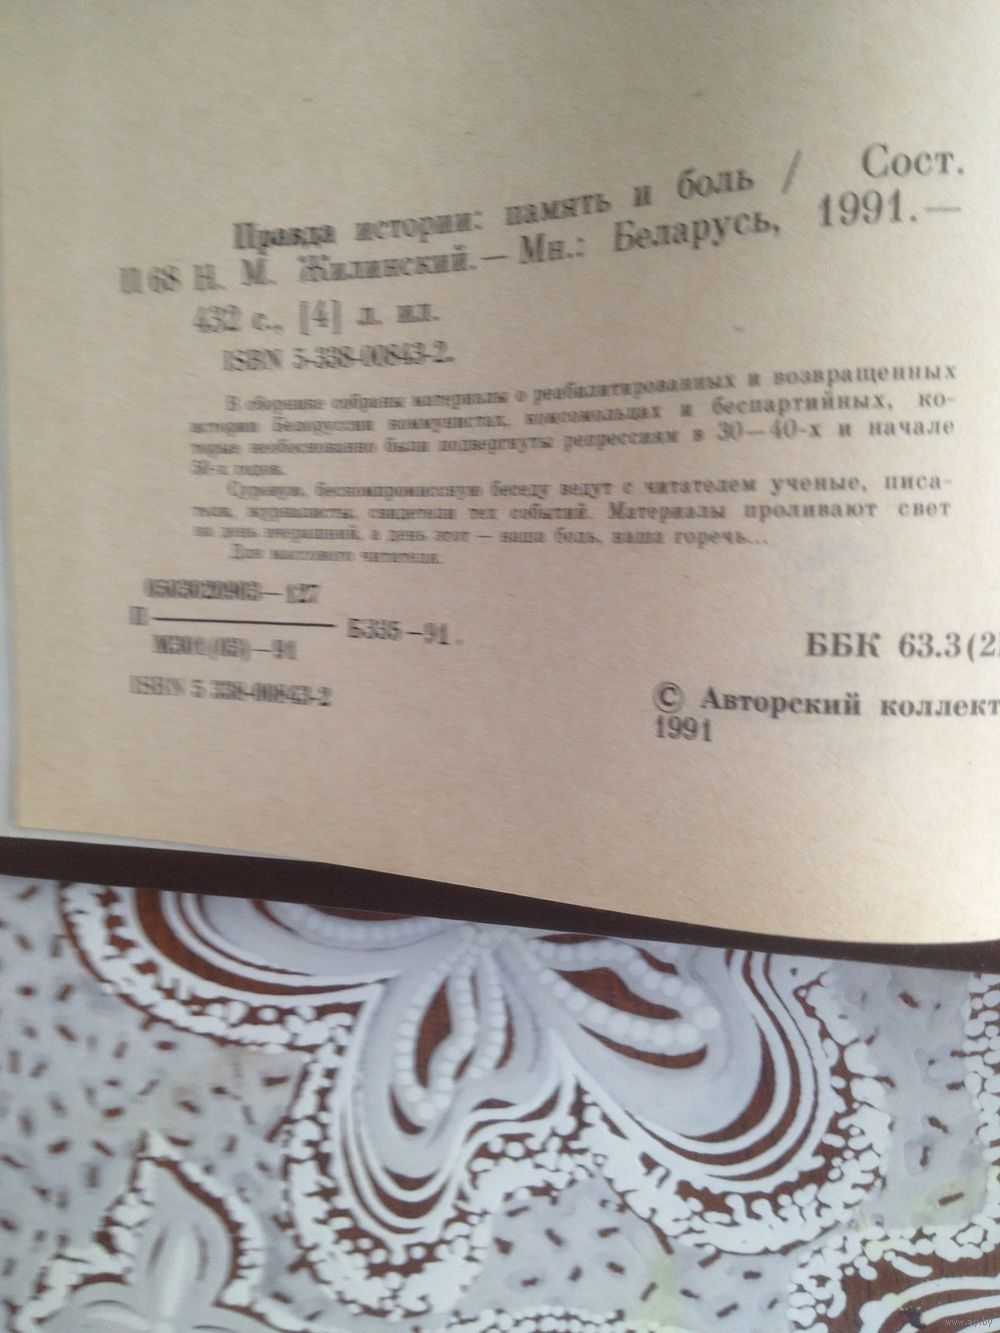 Правда истории: память и боль / Сост.
П 68 Н. М. Жилинский.— Мн.: Беларусь, 1991.—
432 с., [4] л. ил.
ISBN 5-338-00843-2.
В сборнике собраны материалы о реабилитированных и возвращенных
истории Белоруссии коммунистах, комсомольцах и беспартийных, ко-
торые необоснованно были подвергнуты репрессиям в 30—40-х и начале
50-х годов.
Суровую, бескомпромиссную беседу ведут с читателем ученые, писа-
тели, журналисты, свидетели тех событий. Материалы проливают свет
на день вчерашний, а день этот — наша боль, наша горечь...
Для массового читателя.
0503020903—127
П
М301(03)—91
Б335—91.
ББК 63.3(2
ISBN 5-338-00843-2
© Авторский коллект
1991
www.ay.by